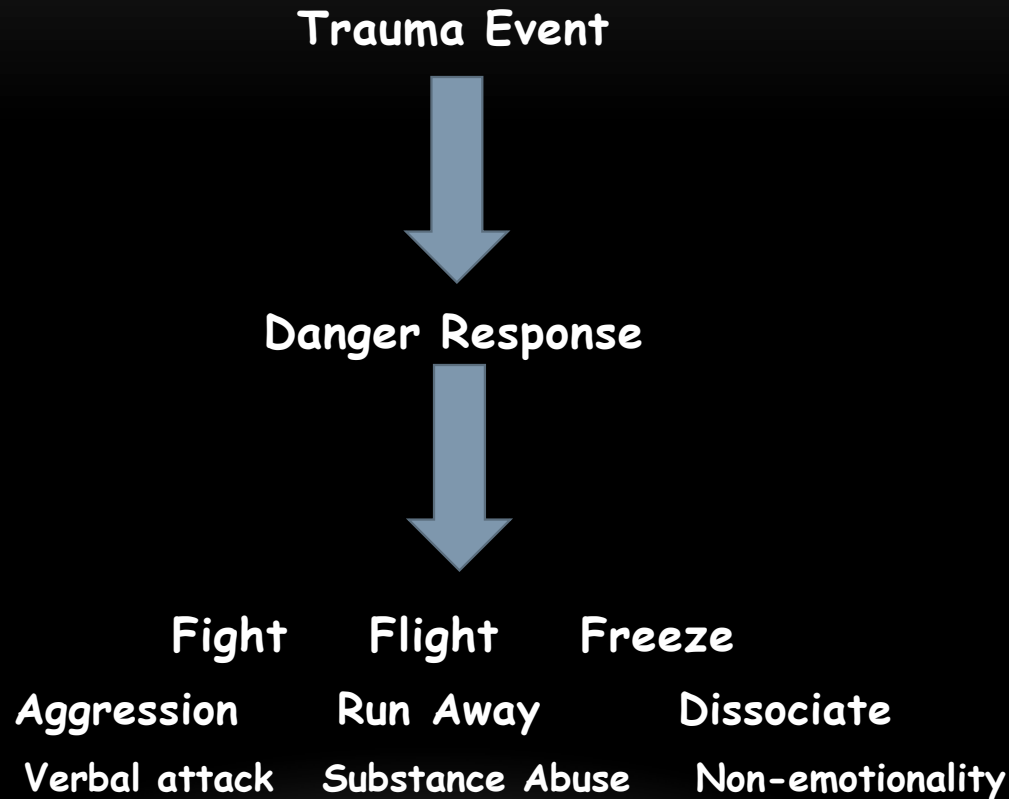 Trauma Event
Danger Response
Fight Flight Freeze
Aggression Run Away Dissociate
Verbal attack Substance Abuse Non-emotionality